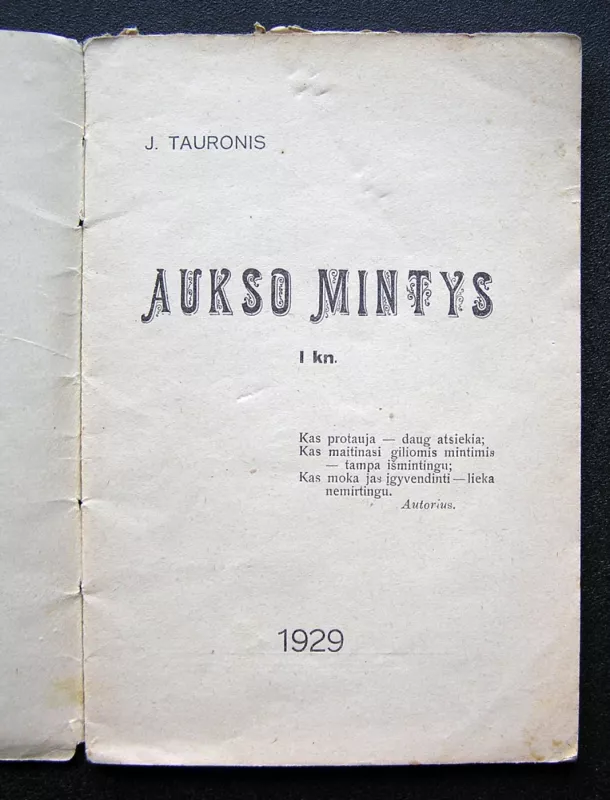 J. TAURONIS
AUKSO MINTYS
I kn.
Kas protauja — daug atsiekia;
Kas maitinasi giliomis mintimis
— tampa išmintingu;
Kas moka jas įgyvendinti — lieka
nemirtingu.
Autorius.
1929